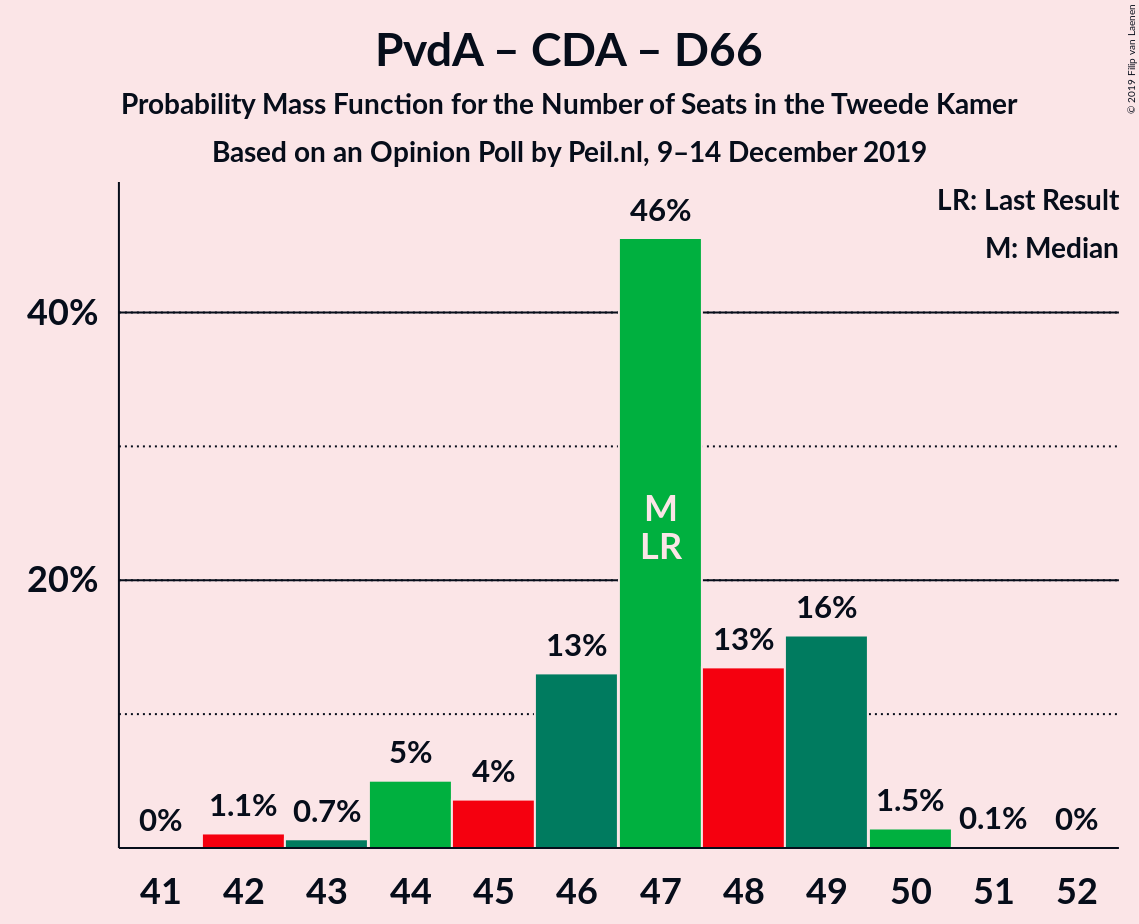 PvdA – CDA – D66
Probability Mass Function for the Number of Seats in the Tweede Kamer
Based on an Opinion Poll by Peil.nl, 9–14 December 2019
© 2019 Filip van Laenen
LR: Last Result
M: Median
40%
20%
0%
1.1%
0.7%
5%
4%
13%
46%
M
LR
13%
16%
1.5%
0.1%
0%
41 42 43 44 45 46 47 48 49 50 51 52